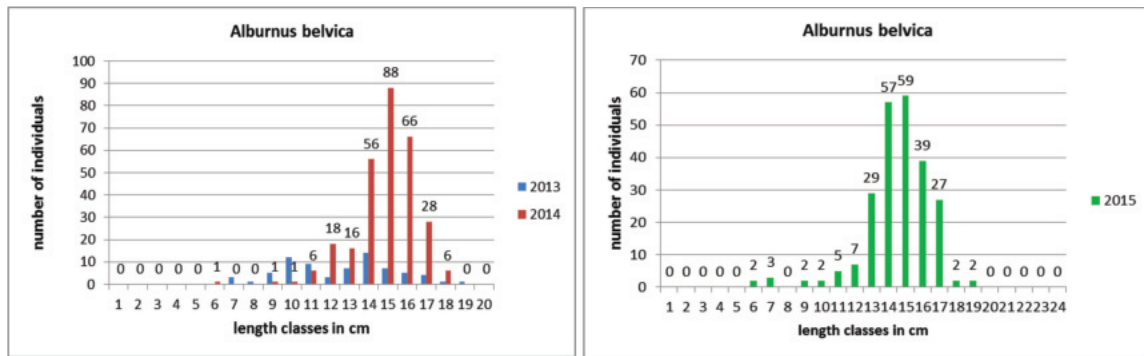 Alburnus belvica
number of individuals
100
90
80
70
60
50
40
30
20
10
0
0 0 0 0 0 1 0 0 1 1 6 18 16 56 88 66 28 6 0 0
1 2 3 4 5 6 7 8 9 10 11 12 13 14 15 16 17 18 19 20
length classes in cm
2013
2014
Alburnus belvica
number of individuals
70
60
50
40
30
20
10
0
0 0 0 0 0 2 3 0 2 2 5 7 29 57 59 39 27 2 2 0 0 0 0 0
1 2 3 4 5 6 7 8 9 10 11 12 13 14 15 16 17 18 19 20 21 22 23 24
length classes in cm
2015